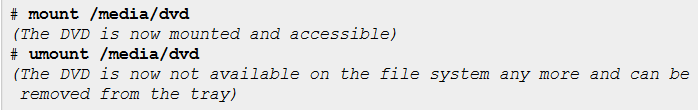 # mount /media/dvd
(The DVD is now mounted and accessible)
# umount /media/dvd
(The DVD is now not available on the file system any more and can be
removed from the tray)